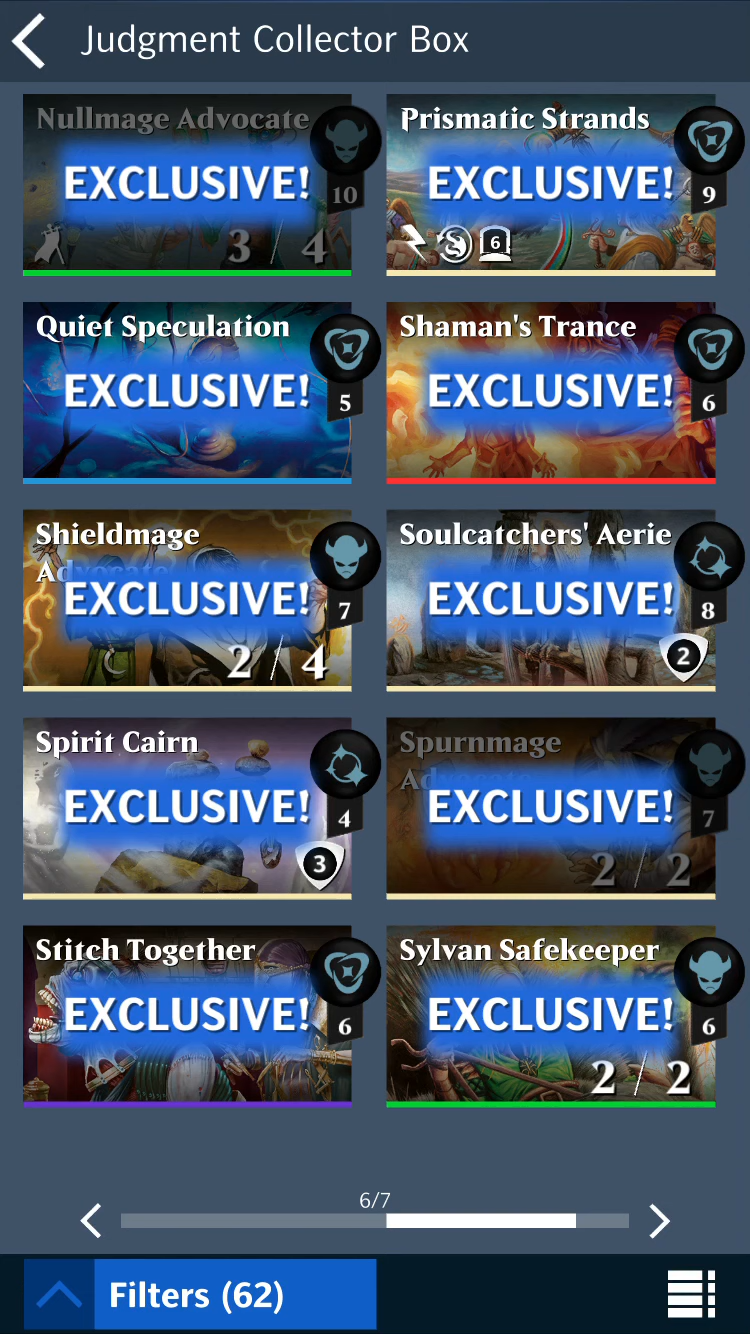 Judgment Collector Box
Nullmage Advocate
EXCLUSIVE!
10
3 / 4
Prismatic Strands
EXCLUSIVE!
9
6
Quiet Speculation
EXCLUSIVE!
5
Shaman's Trance
EXCLUSIVE!
6
Shieldmage
Advocate
EXCLUSIVE!
7
2 / 4
Soulcatchers' Aerie
EXCLUSIVE!
8
2
Spirit Cairn
EXCLUSIVE!
4
3
Spurnmage
Advocate
EXCLUSIVE!
7
2 / 2
Stitch Together
EXCLUSIVE!
6
Sylvan Safekeeper
EXCLUSIVE!
6
2 / 2
6/7
Filters (62)